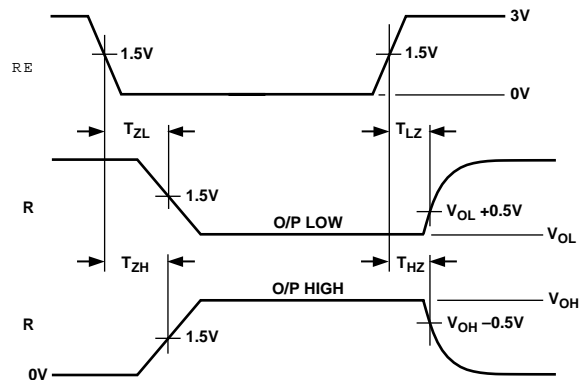 3V
RE
1.5V
1.5V
0V
TZL
TLZ
R
1.5V
O/P LOW
VOL +0.5V
VOL
TZH
THZ
O/P HIGH
VOH
R
1.5V
VOH –0.5V
0V